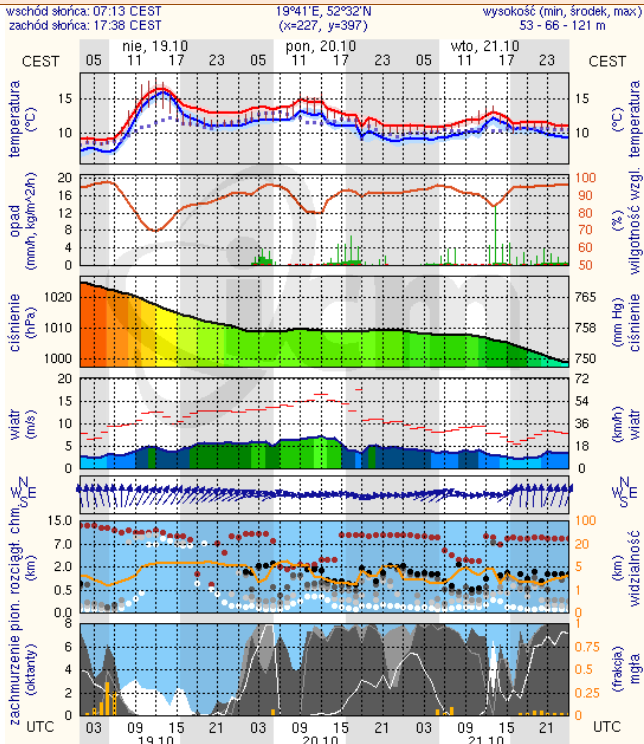 wschód słońca: 07:13 CEST 19°41'E, 52°32'N wysokość (min, środek, max)
zachód słońca: 17:38 CEST (x=227, y=397) 53 - 66 - 121 m
nie, 19.10 pon, 20.10 wto, 21.10
CEST 05 11 17 23 05 11 17 23 05 11 17 23 CEST
temperatura
(°C)
15
10
15
10
temperatura
(°C)
opad
(mm/h, kg/m^2/h)
20
16
12
8
4
0
100
90
80
70
60
50
(%)
wilgotność wzgl.
ciśnienie
(hPa)
1020
1010
1000
765
758
750
(mm Hg)
ciśnienie
wiatr
(m/s)
20
15
10
5
0
72
54
36
18
0
(km/h)
wiatr
N
W E
S
N
W E
S
pion. rozciągł. chm.
(km)
15.0
7.0
2.0
0.5
0.0
100
20
5
1
0
(km)
widzialność
zachmurzenie
(oktanty)
8
6
4
2
0
1
0.75
0.5
0.25
0
(frakcja)
mgła
UTC 03 09 15 21 03 09 15 21 03 09 15 21 UTC
19.10 20.10 21.10